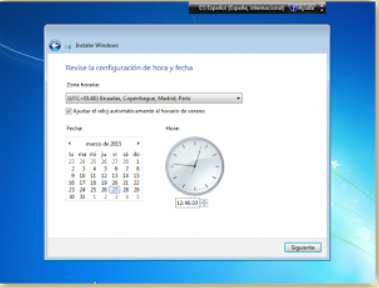 ES Español (España, internacional) Ayuda
Instalar Windows
Revise la configuración de hora y fecha
Zona horaria:
(UTC+01:00) Bruselas, Copenhague, Madrid, París
Ajustar el reloj automáticamente al horario de verano
Fecha
Hora:
marzo de 2015
lu ma mi ju vi sá do
23 24 25 26 27 28 1
2 3 4 5 6 7 8
9 10 11 12 13 14 15
16 17 18 19 20 21 22
23 24 25 26 27 28 29
30 31 1 2 3 4 5
12:46:03
Siguiente